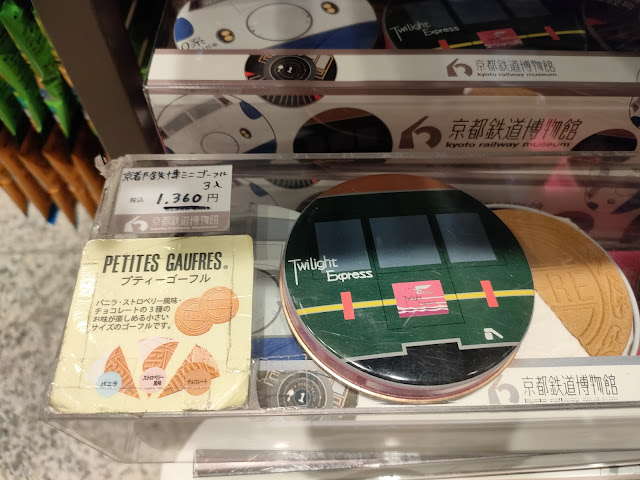 0系
Twilight
Express
京都鉄道博物館
京都鉄道博物館
kyoto railway museum
京都鉄博ミニゴーフル
3入
税込 1,360円
京都鉄道博物館
PETITES GAUFRES®
プティーゴーフル
バニラ・ストロベリー風味・
チョコレートの3種の
お味が楽しめる小さい
サイズのゴーフルです。
バニラ
ストロベリー
風味
チョコレート
Twilight
Express
京都鉄道博物館